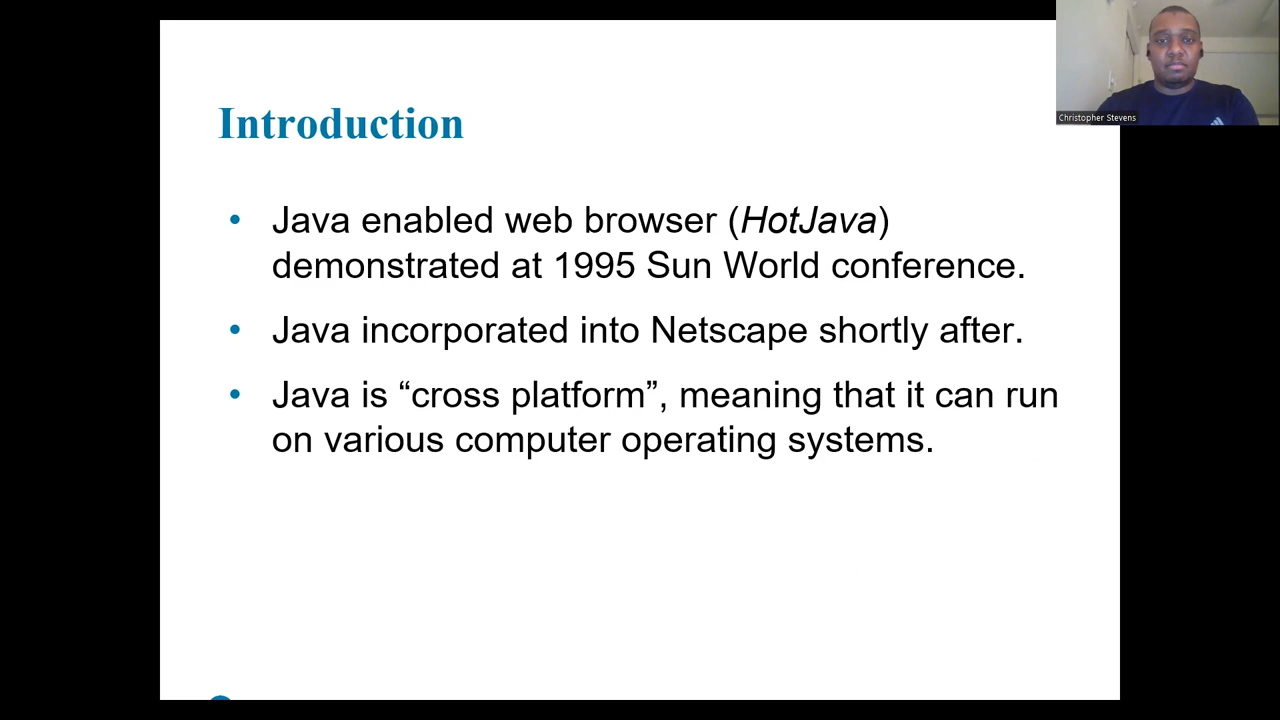 Christopher Stevens
Introduction
• Java enabled web browser (HotJava)
demonstrated at 1995 Sun World conference.
• Java incorporated into Netscape shortly after.
• Java is “cross platform”, meaning that it can run
on various computer operating systems.